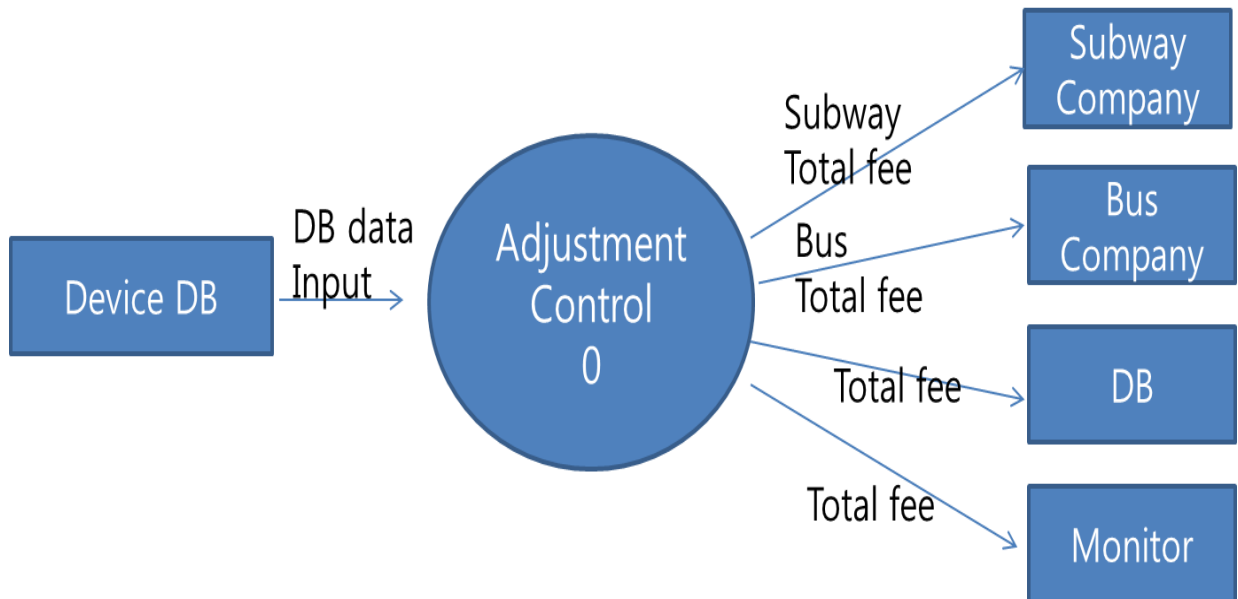 Device DB
DB data
Input
Adjustment
Control
0
Subway
Total fee
Bus
Total fee
Total fee
Total fee
Subway
Company
Bus
Company
DB
Monitor